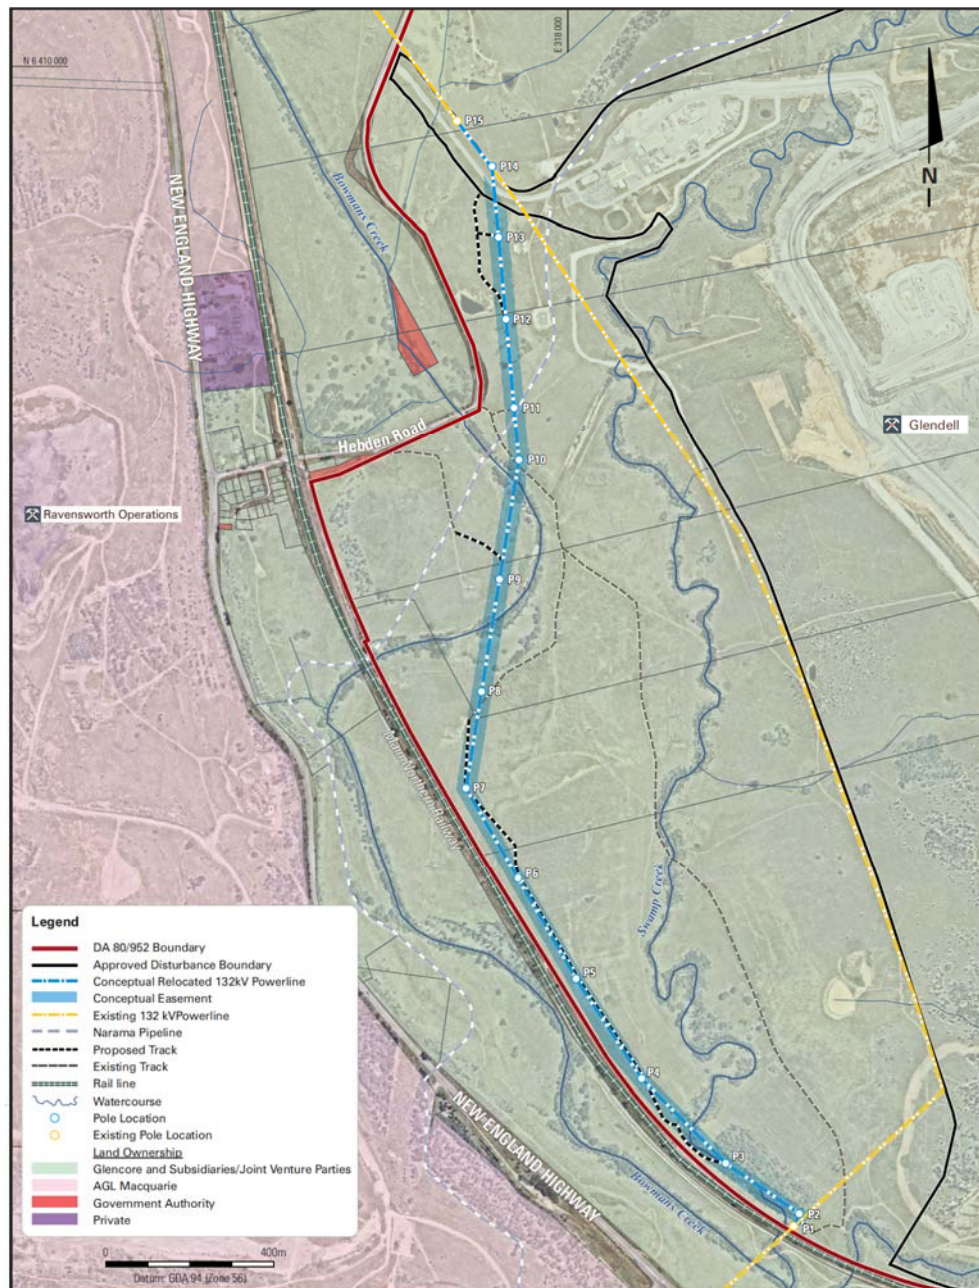 N 6 410 000
E 318 000
P15
P14
N
NEW ENGLAND HIGHWAY
Bowmans Creek
P13
P12
P11
Glendell
Hebden Road
P10
Ravensworth Operations
P9
P8
Main Northern Railway
P7
P6
Swamp Creek
P5
P4
P3
NEW ENGLAND HIGHWAY
Bowmans Creek
P2
P1
Legend
DA 80/952 Boundary
Approved Disturbance Boundary
Conceptual Relocated 132kV Powerline
Conceptual Easement
Existing 132 kVPowerline
Narama Pipeline
Proposed Track
Existing Track
Rail line
Watercourse
Pole Location
Existing Pole Location
Land Ownership
Glencore and Subsidiaries/Joint Venture Parties
AGL Macquarie
Government Authority
Private
0 400m
Datum: GDA 94 (Zone 56)